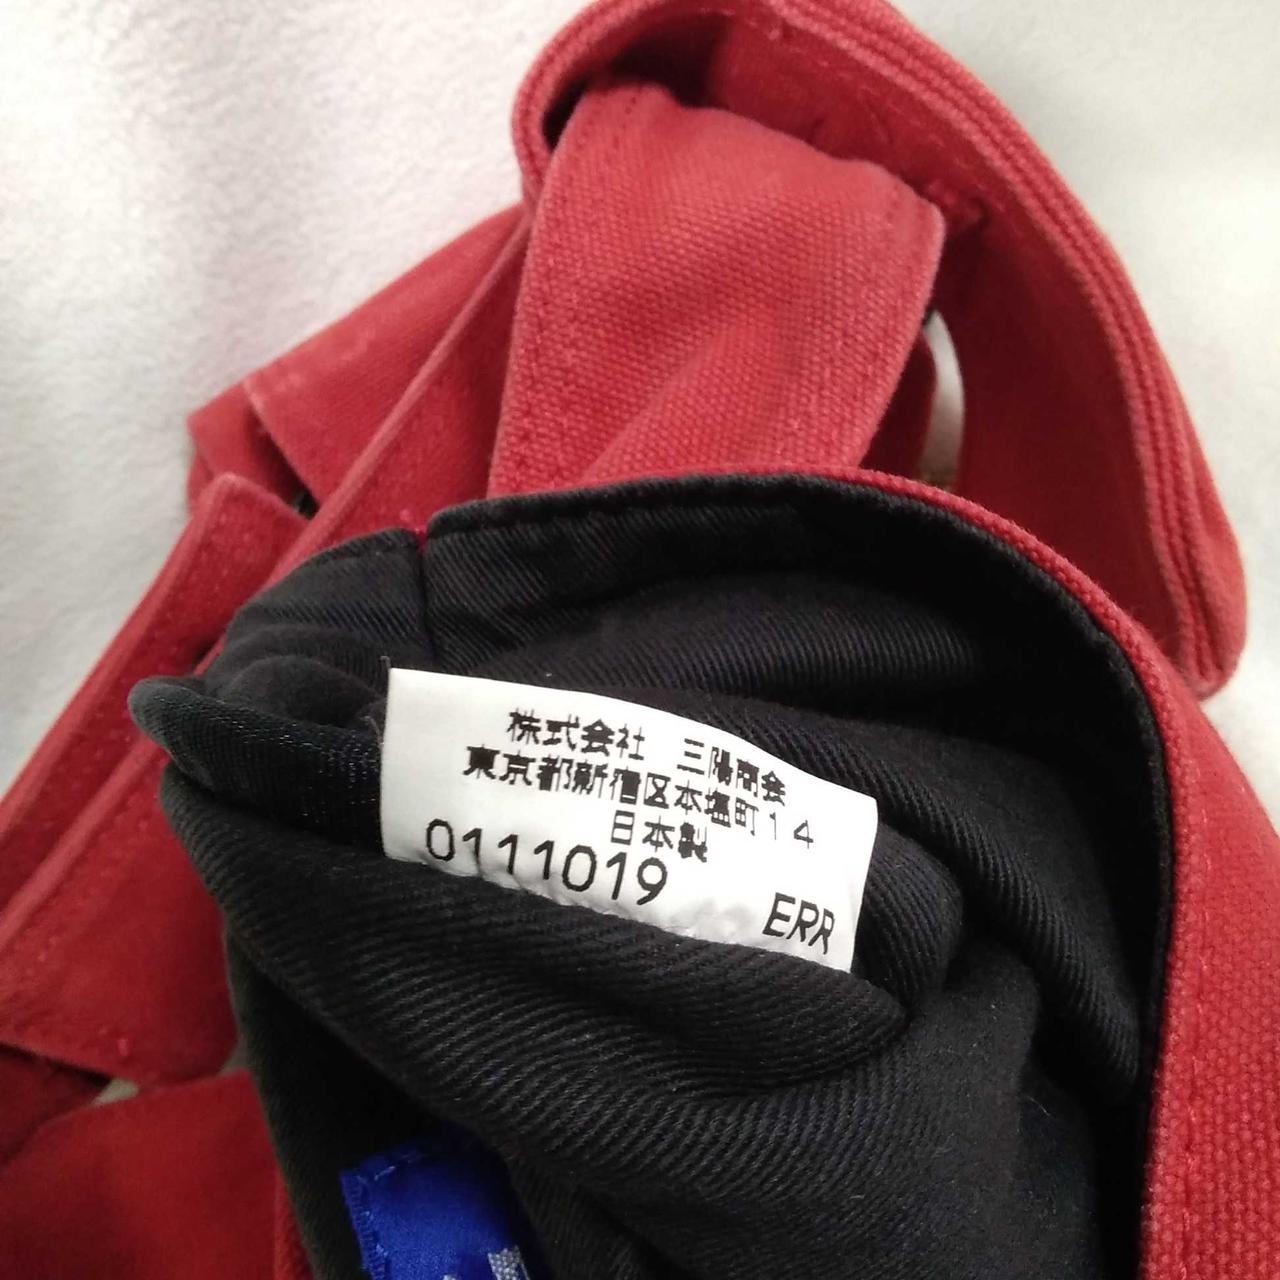 株式会社 三陽商会
東京都新宿区本塩町14
日本製
0111019 ERR